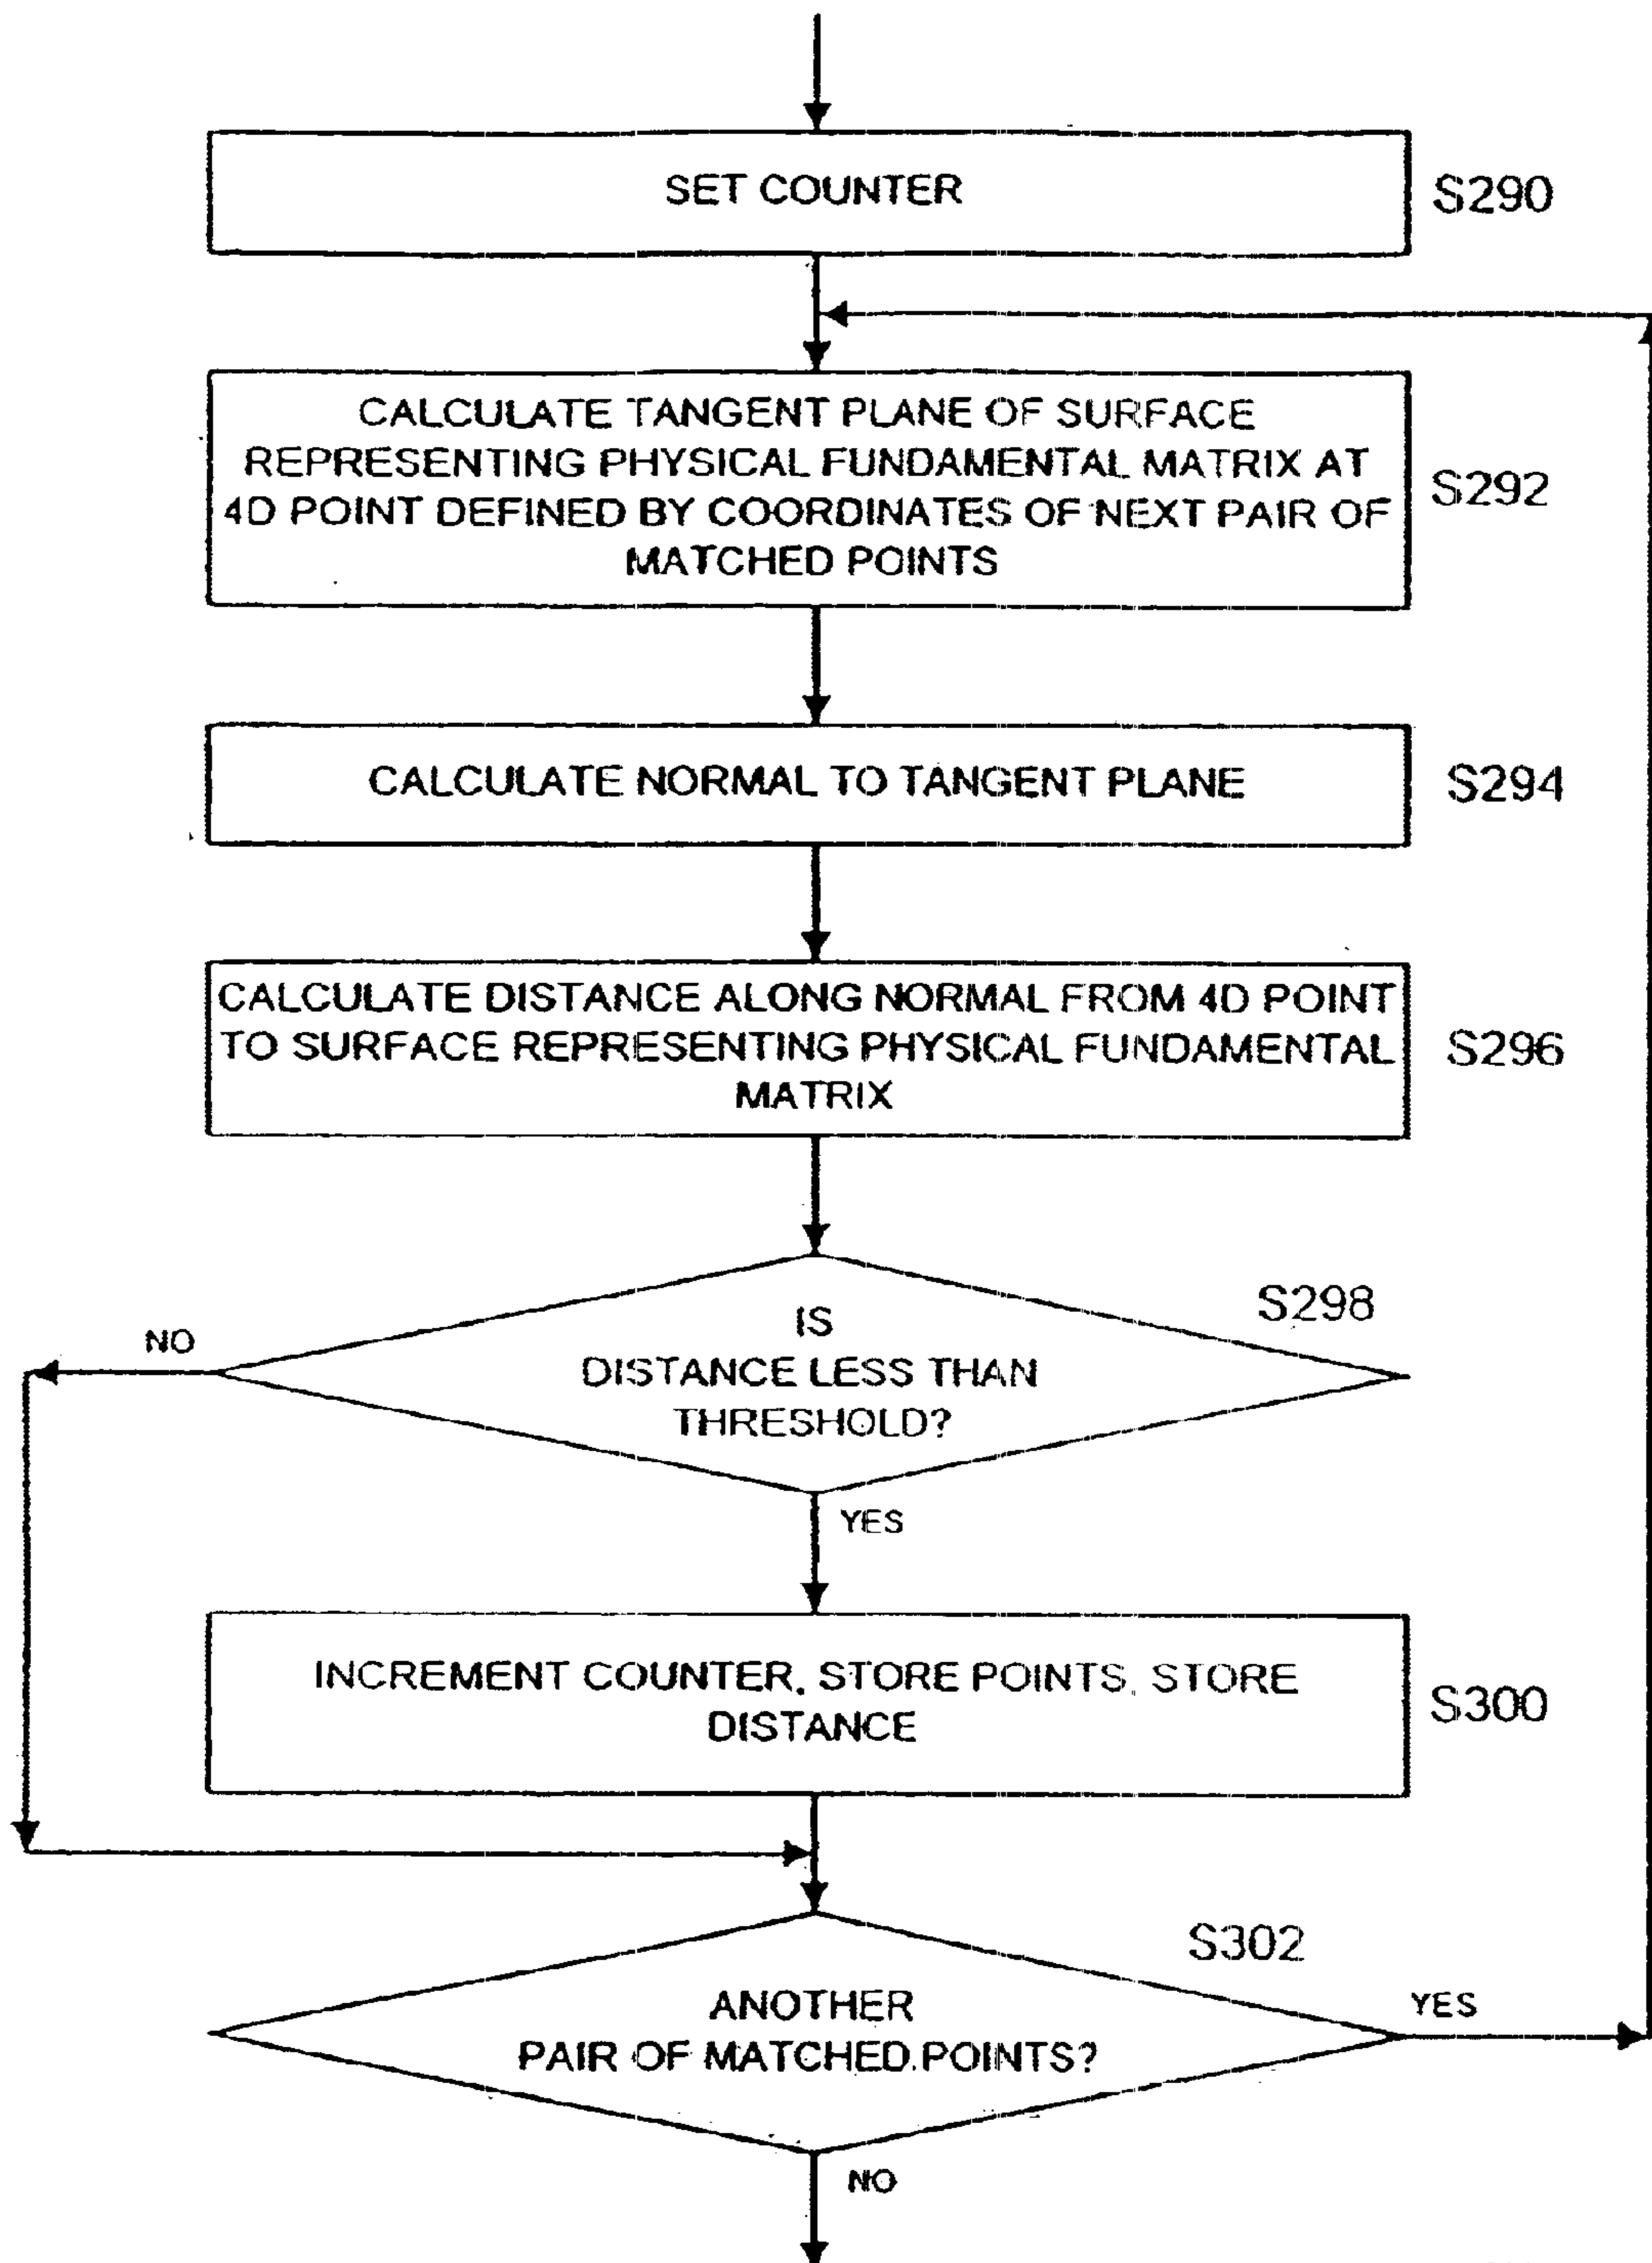 SET COUNTER
S290
CALCULATE TANGENT PLANE OF SURFACE
REPRESENTING PHYSICAL FUNDAMENTAL MATRIX AT
4D POINT DEFINED BY COORDINATES OF NEXT PAIR OF
MATCHED POINTS
S292
CALCULATE NORMAL TO TANGENT PLANE
S294
CALCULATE DISTANCE ALONG NORMAL FROM 4D POINT
TO SURFACE REPRESENTING PHYSICAL FUNDAMENTAL
MATRIX
S296
S298
IS
DISTANCE LESS THAN
THRESHOLD?
NO
YES
INCREMENT COUNTER, STORE POINTS, STORE
DISTANCE
S300
S302
ANOTHER
PAIR OF MATCHED POINTS?
YES
NO